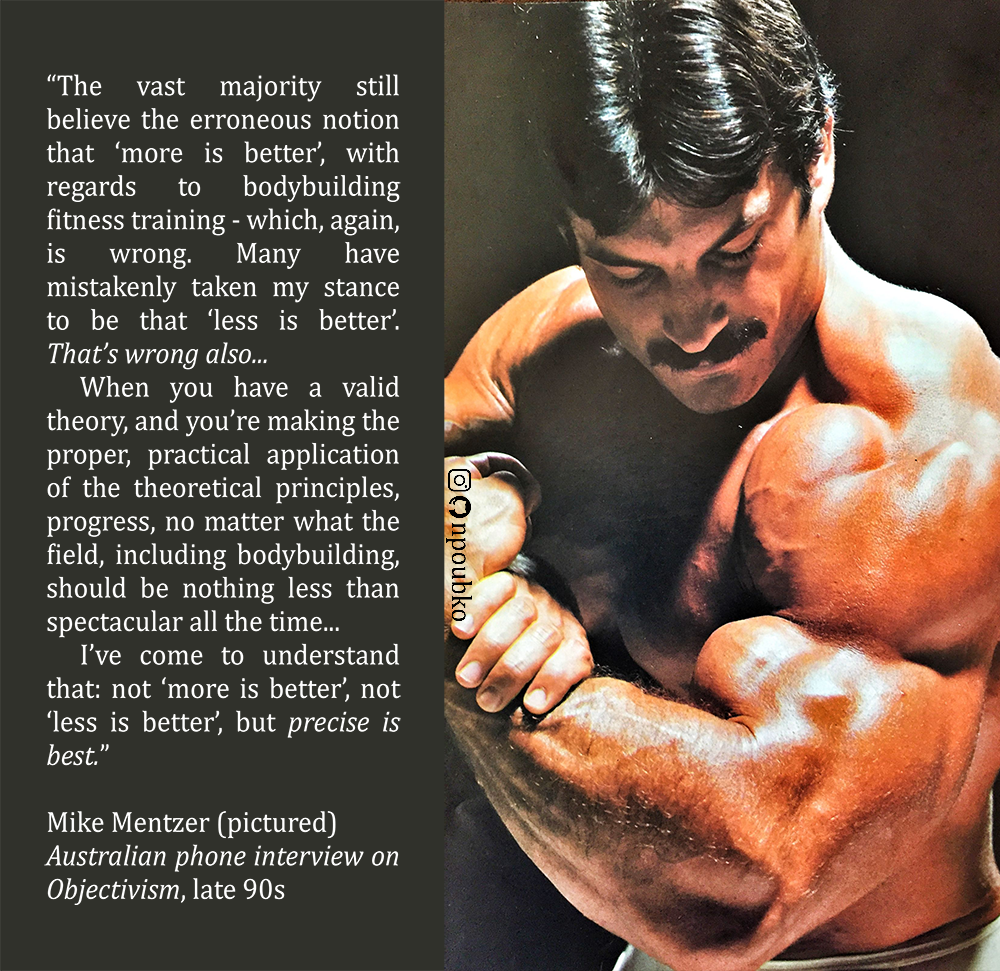 “The vast majority still
believe the erroneous notion
that ‘more is better’, with
regards to bodybuilding
fitness training - which, again,
is wrong. Many have
mistakenly taken my stance
to be that ‘less is better’.
That’s wrong also...
When you have a valid
theory, and you’re making the
proper, practical application
of the theoretical principles,
progress, no matter what the
field, including bodybuilding,
should be nothing less than
spectacular all the time...
I’ve come to understand
that: not ‘more is better’, not
‘less is better’, but precise is
best.”
Mike Mentzer (pictured)
Australian phone interview on
Objectivism, late 90s
npoubko